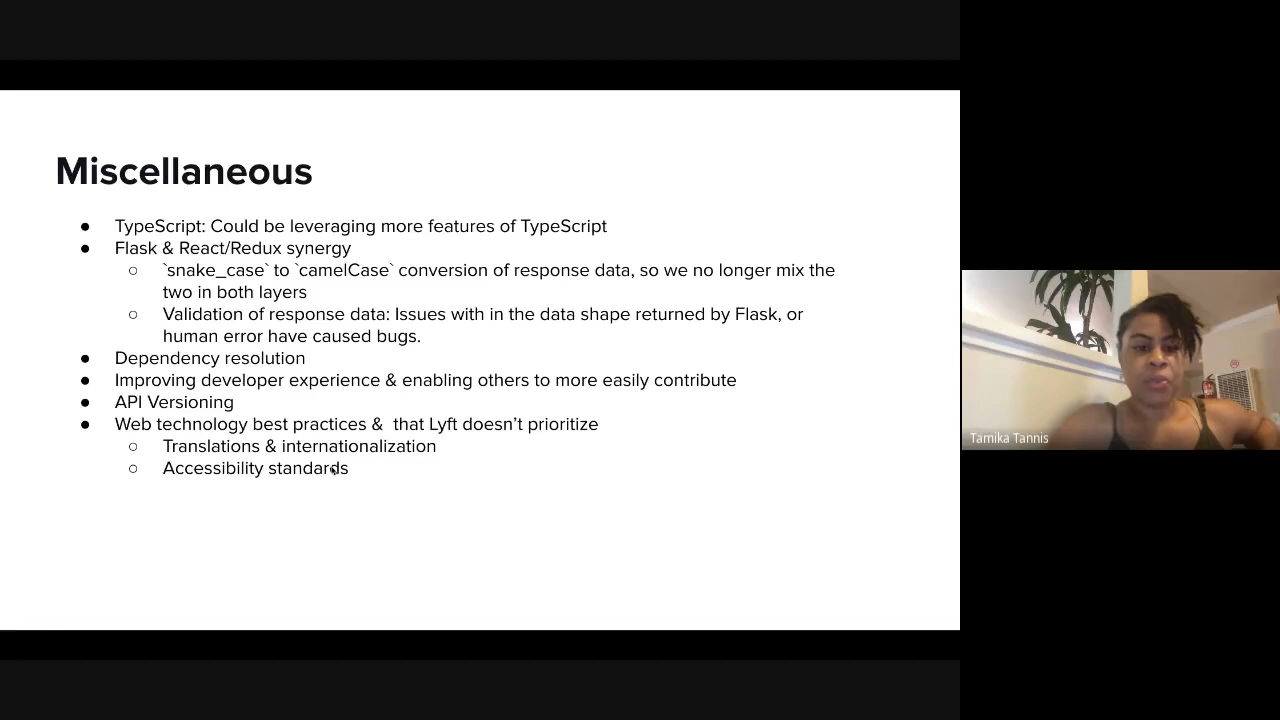 Miscellaneous
● TypeScript: Could be leveraging more features of TypeScript
● Flask & React/Redux synergy
○ `snake_case` to `camelCase` conversion of response data, so we no longer mix the
two in both layers
○ Validation of response data: Issues with in the data shape returned by Flask, or
human error have caused bugs.
● Dependency resolution
● Improving developer experience & enabling others to more easily contribute
● API Versioning
● Web technology best practices &  that Lyft doesn’t prioritize
○ Translations & internationalization
○ Accessibility standards
Tamika Tannis